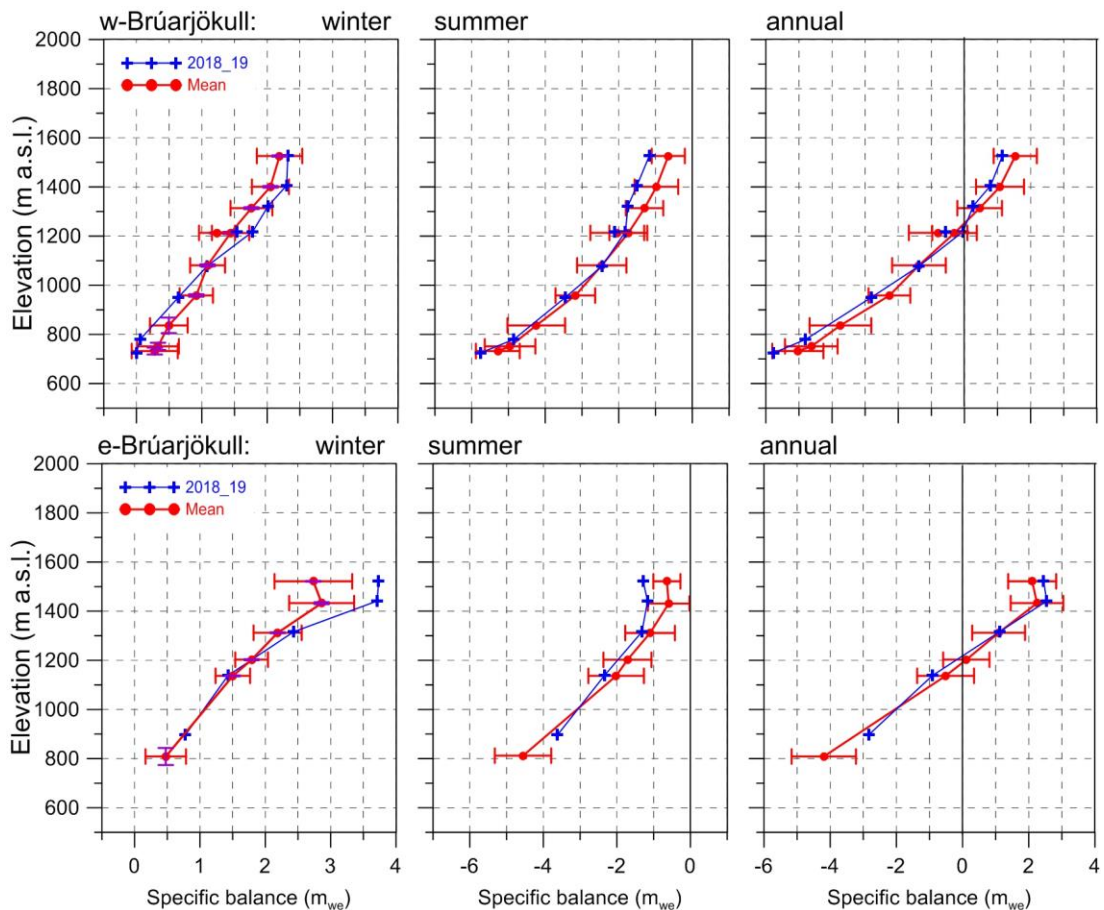 w-Brúarjökull: winter summer annual
2000
1800
1600
1400
1200
1000
800
600
Elevation (m a.s.l.)
2018_19
Mean
0 1 2 3 4 -6 -4 -2 0 -6 -4 -2 0 2 4
e-Brúarjökull: winter summer annual
2000
1800
1600
1400
1200
1000
800
600
Elevation (m a.s.l.)
2018_19
Mean
0 1 2 3 4 -6 -4 -2 0 -6 -4 -2 0 2 4
Specific balance (mwe) Specific balance (mwe) Specific balance (mwe)